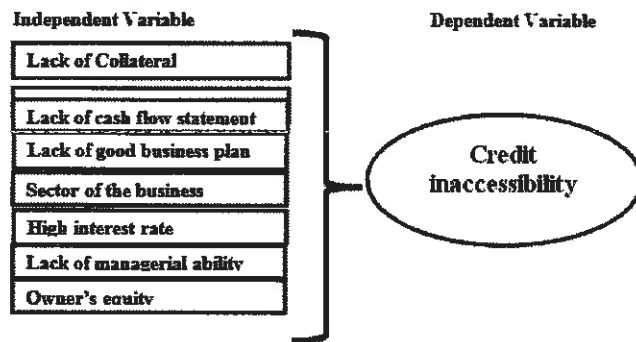 Independent Variable
Dependent Variable
Lack of Collateral
Lack of cash flow statement
Lack of good business plan
Sector of the business
High interest rate
Lack of managerial ability
Owner's equity
Credit
inaccessibility